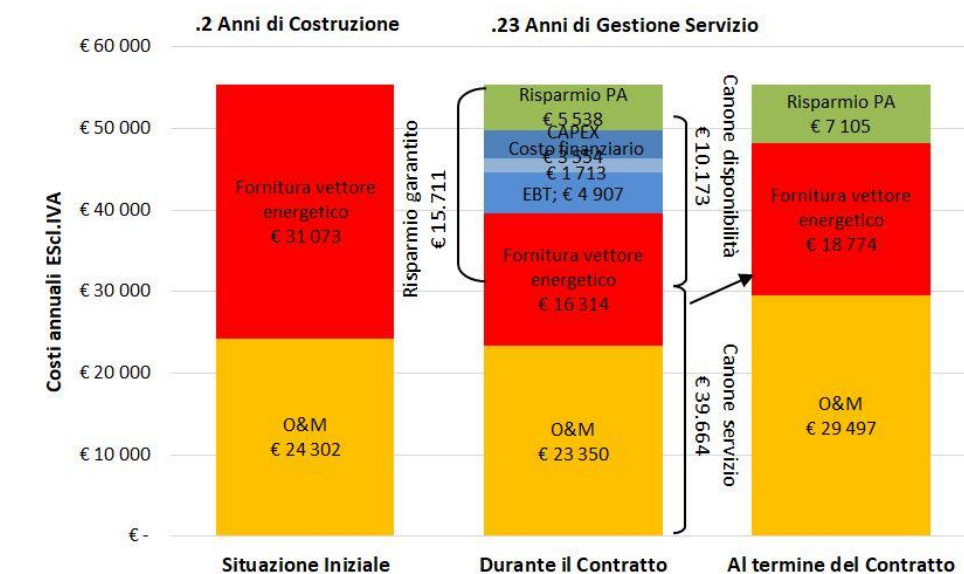 .2 Anni di Costruzione
.23 Anni di Gestione Servizio
Costi annuali EScl.IVA
€ 60 000
€ 50 000
€ 40 000
€ 30 000
€ 20 000
€ 10 000
€ -
Fornitura vettore
energetico
€ 31 073
O&M
€ 24 302
Situazione Iniziale
Risparmio garantito
€ 15.711
Risparmio PA
€ 5 538
CAPEX
€ 3 554
Costo finanziario
€ 1 713
EBT; € 4 907
Fornitura vettore
energetico
€ 16 314
O&M
€ 23 350
Durante il Contratto
Canone disponibilità
€ 10.173
Canone servizio
€ 39.664
Risparmio PA
€ 7 105
Fornitura vettore
energetico
€ 18 774
O&M
€ 29 497
Al termine del Contratto